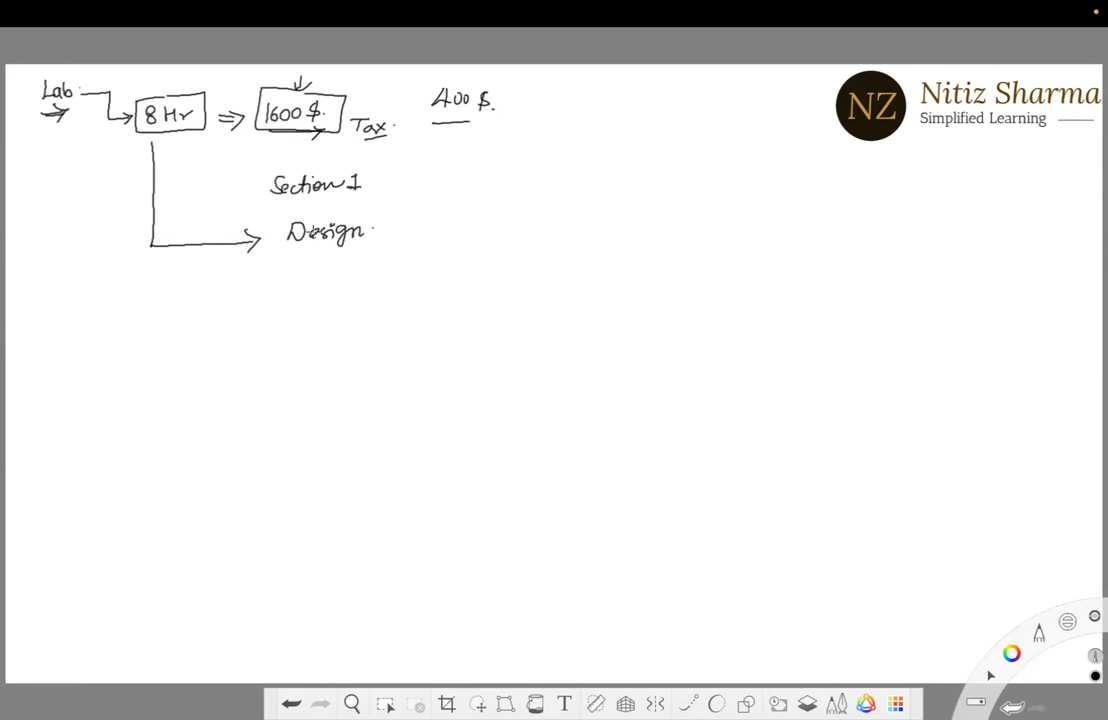 Lab
8 Hr
1600 $.
Tax.
400 $.
Section 1
Design.
NZ
Nitiz Sharma
Simplified Learning